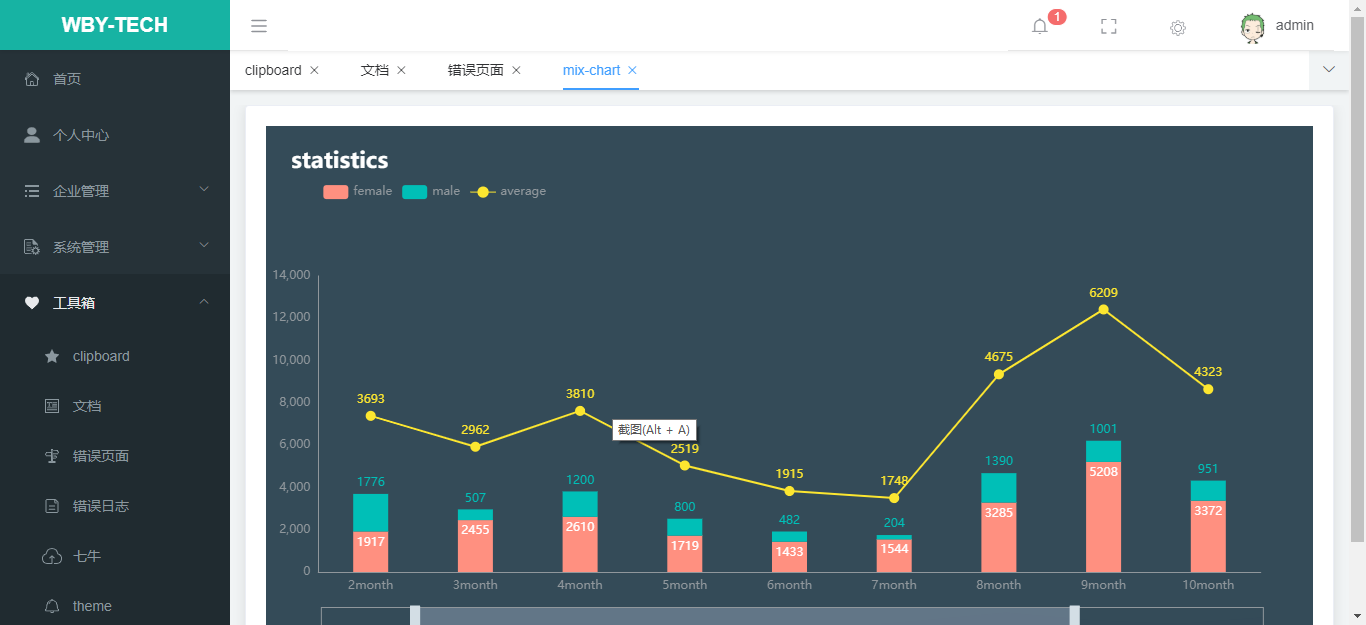 WBY-TECH
1
admin
首页
个人中心
企业管理
系统管理
工具箱
clipboard
文档
错误页面
错误日志
七牛
theme
clipboard 文档 错误页面 mix-chart
statistics
female male average
14,000
12,000
10,000
8,000
6,000
4,000
2,000
0
3693 2962 3810 2519 1915 1748 4675 6209 4323
截图(Alt + A)
1776 507 1200 800 482 204 1390 1001 951
1917 2455 2610 1719 1433 1544 3285 5208 3372
2month 3month 4month 5month 6month 7month 8month 9month 10month